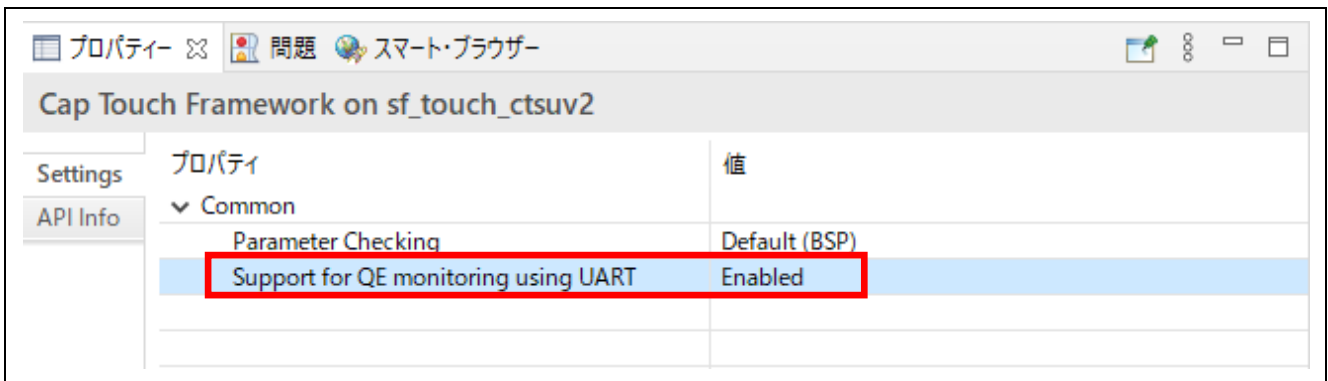 プロパティー 問題 スマート・ブラウザー
Cap Touch Framework on sf_touch_ctsuv2
Settings
API Info
プロパティ 値
Common
Parameter Checking Default (BSP)
Support for QE monitoring using UART Enabled